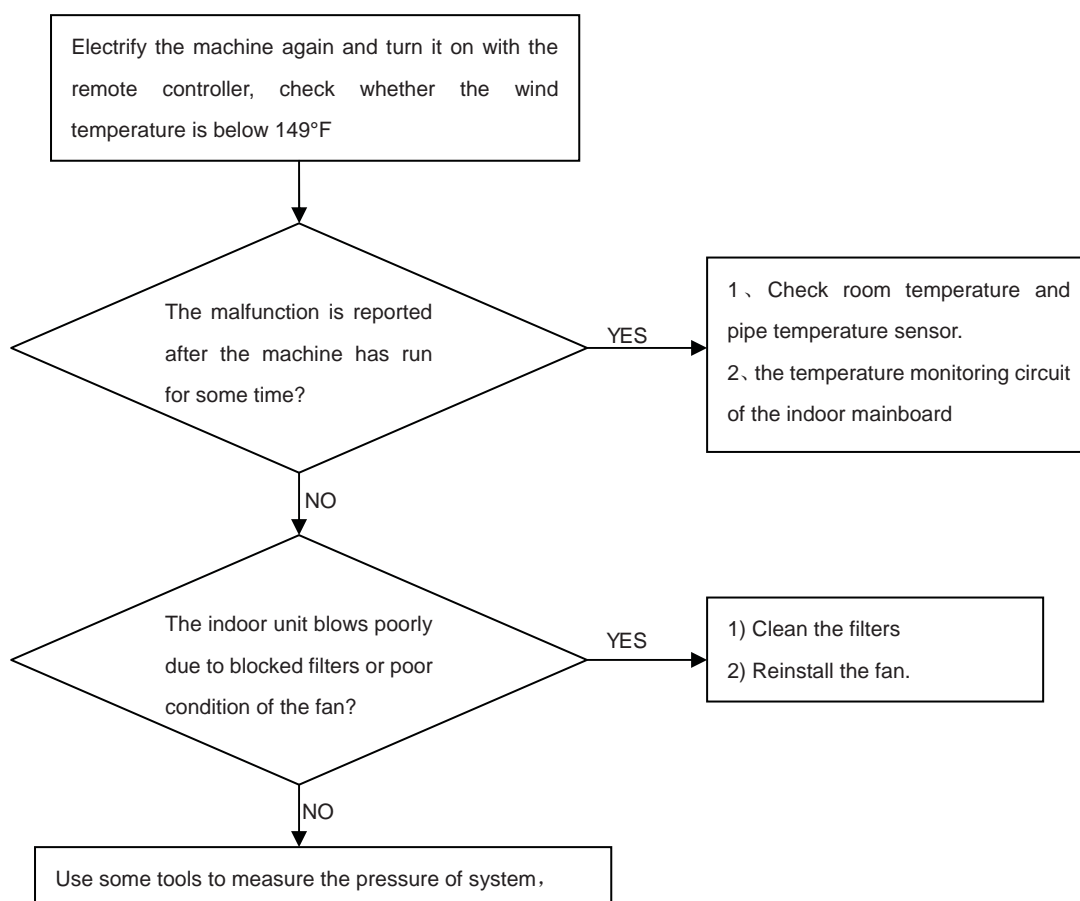 Electrify the machine again and turn it on with the
remote controller, check whether the wind
temperature is below 149°F
The malfunction is reported
after the machine has run
for some time?
YES
1、Check room temperature and
pipe temperature sensor.
2、the temperature monitoring circuit
of the indoor mainboard
NO
The indoor unit blows poorly
due to blocked filters or poor
condition of the fan?
YES
1) Clean the filters
2) Reinstall the fan.
NO
Use some tools to measure the pressure of system，